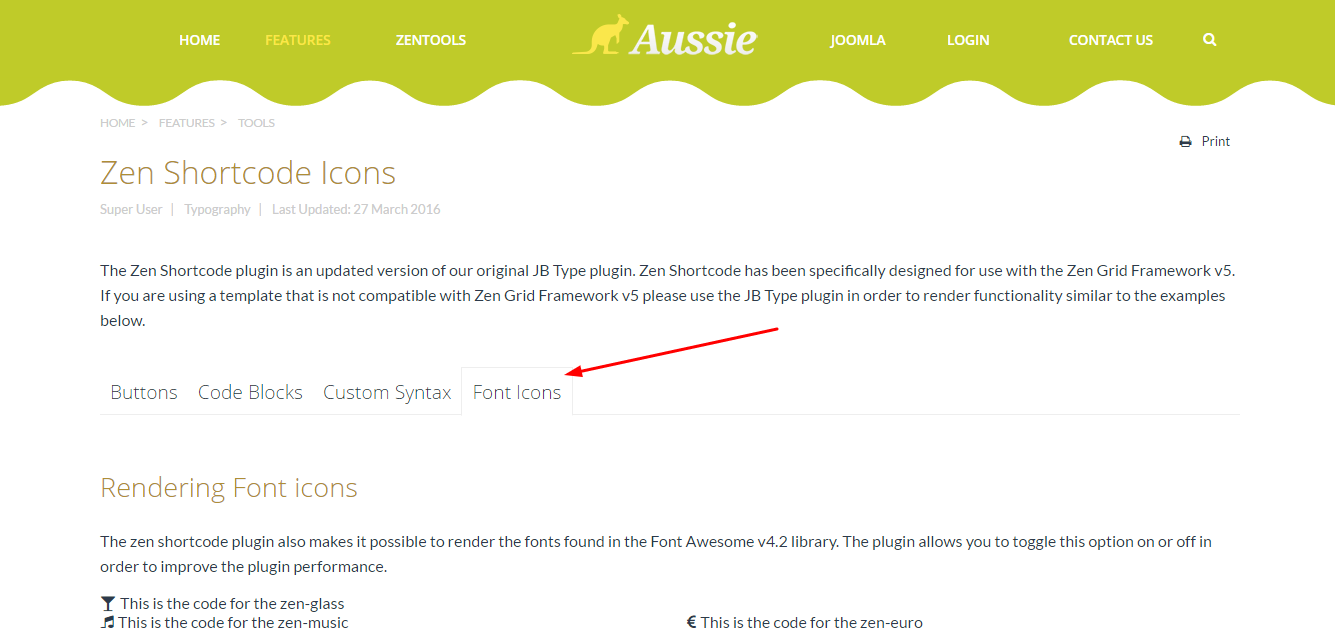 HOME FEATURES ZENTOOLS Aussie JOOMLA LOGIN CONTACT US
HOME > FEATURES > TOOLS
Print
Zen Shortcode Icons
Super User | Typography | Last Updated: 27 March 2016
The Zen Shortcode plugin is an updated version of our original JB Type plugin. Zen Shortcode has been specifically designed for use with the Zen Grid Framework v5.
If you are using a template that is not compatible with Zen Grid Framework v5 please use the JB Type plugin in order to render functionality similar to the examples
below.
Buttons Code Blocks Custom Syntax Font Icons
Rendering Font icons
The zen shortcode plugin also makes it possible to render the fonts found in the Font Awesome v4.2 library. The plugin allows you to toggle this option on or off in
order to improve the plugin performance.
This is the code for the zen-glass
This is the code for the zen-music
€ This is the code for the zen-euro